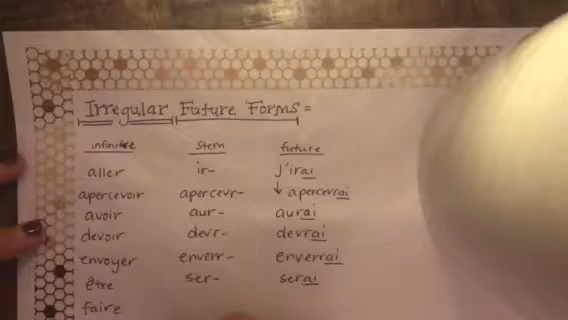 Irregular Future Forms =
infinitive stem future
aller ir- j'irai
apercevoir apercevr- ↓ apercevrai
avoir aur- aurai
devoir devr- devrai
envoyer enverr- enverrai
être ser- serai
faire